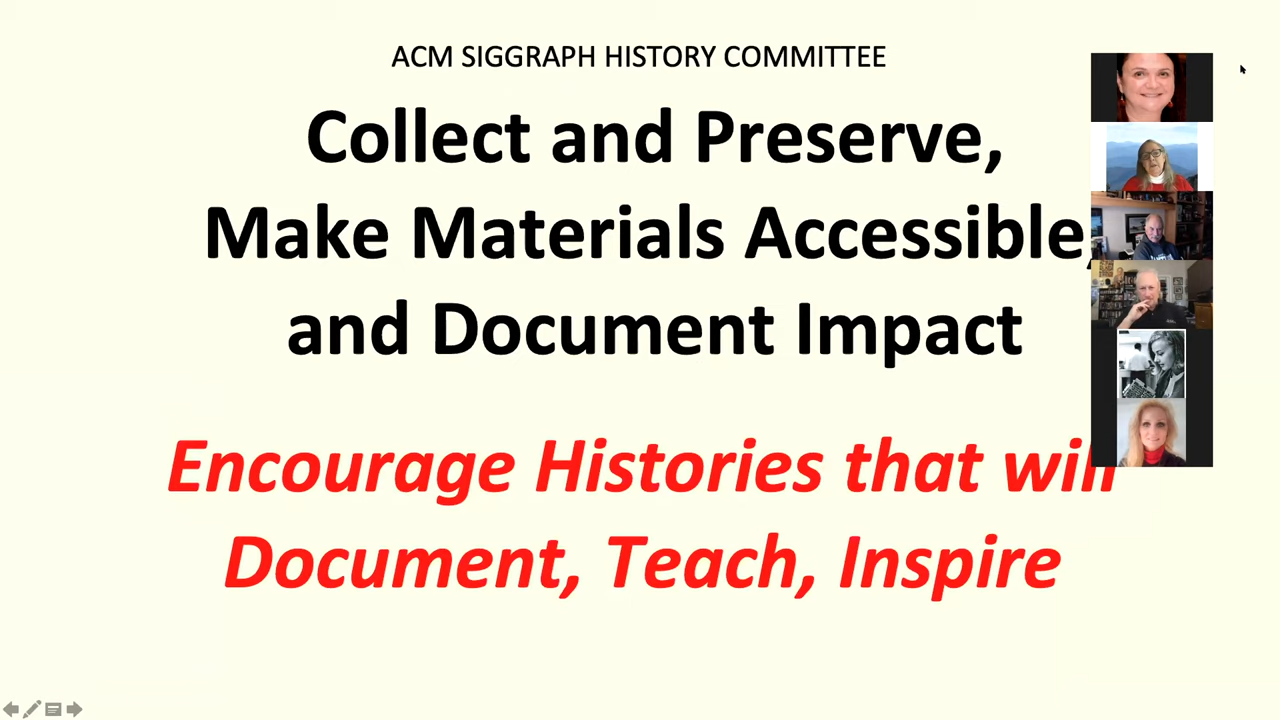 ACM SIGGRAPH HISTORY COMMITTEE
Collect and Preserve,
Make Materials Accessible,
and Document Impact
Encourage Histories that will
Document, Teach, Inspire